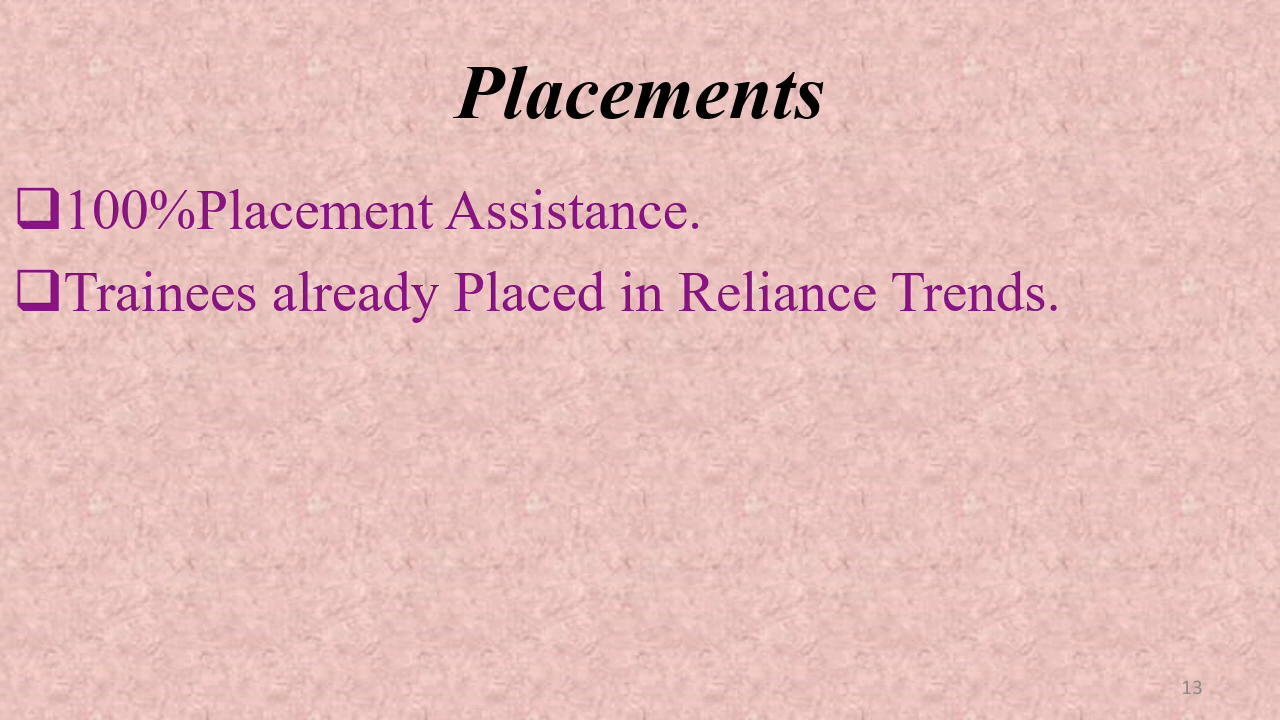 Placements
❑100%Placement Assistance.
❑Trainees already Placed in Reliance Trends.
13